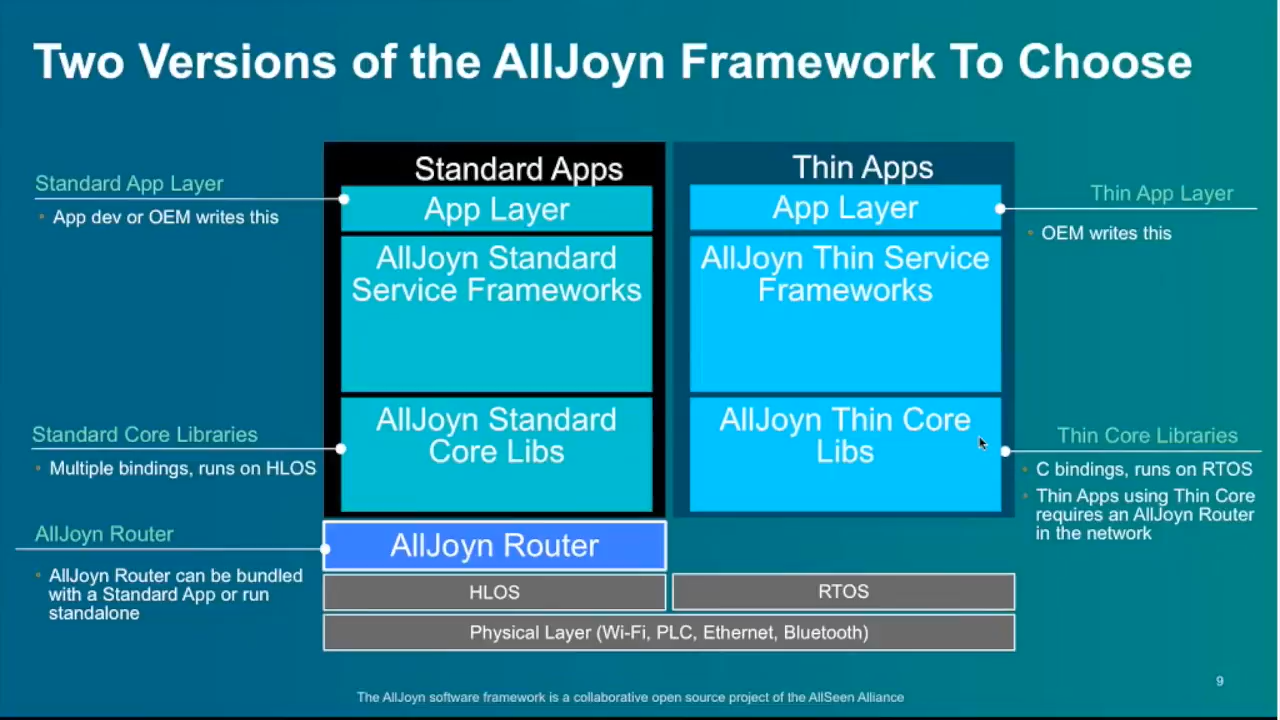 Two Versions of the AllJoyn Framework To Choose
Standard App Layer
App dev or OEM writes this
Standard Core Libraries
Multiple bindings, runs on HLOS
AllJoyn Router
AllJoyn Router can be bundled
with a Standard App or run
standalone
Standard Apps
App Layer
AllJoyn Standard
Service Frameworks
AllJoyn Standard
Core Libs
AllJoyn Router
HLOS
Thin Apps
App Layer
AllJoyn Thin Service
Frameworks
AllJoyn Thin Core
Libs
RTOS
Physical Layer (Wi-Fi, PLC, Ethernet, Bluetooth)
Thin App Layer
OEM writes this
Thin Core Libraries
C bindings, runs on RTOS
Thin Apps using Thin Core
requires an AllJoyn Router
in the network
The AllJoyn software framework is a collaborative open source project of the AllSeen Alliance
9